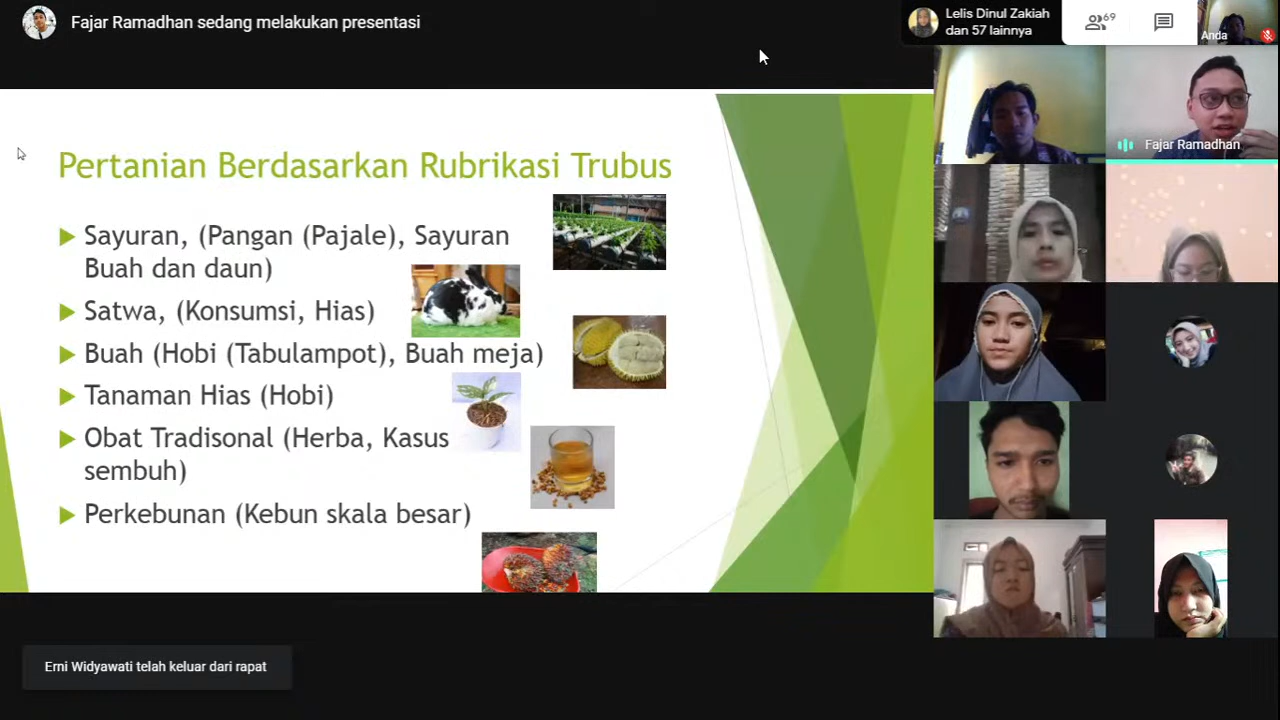 Fajar Ramadhan sedang melakukan presentasi
Lelis Dinul Zakiah
dan 57 lainnya
69
Anda
Fajar Ramadhan
Pertanian Berdasarkan Rubrikasi Trubus
Sayuran, (Pangan (Pajale), Sayuran
Buah dan daun)
Satwa, (Konsumsi, Hias)
Buah (Hobi (Tabulampot), Buah meja)
Tanaman Hias (Hobi)
Obat Tradisonal (Herba, Kasus
sembuh)
Perkebunan (Kebun skala besar)
Erni Widyawati telah keluar dari rapat